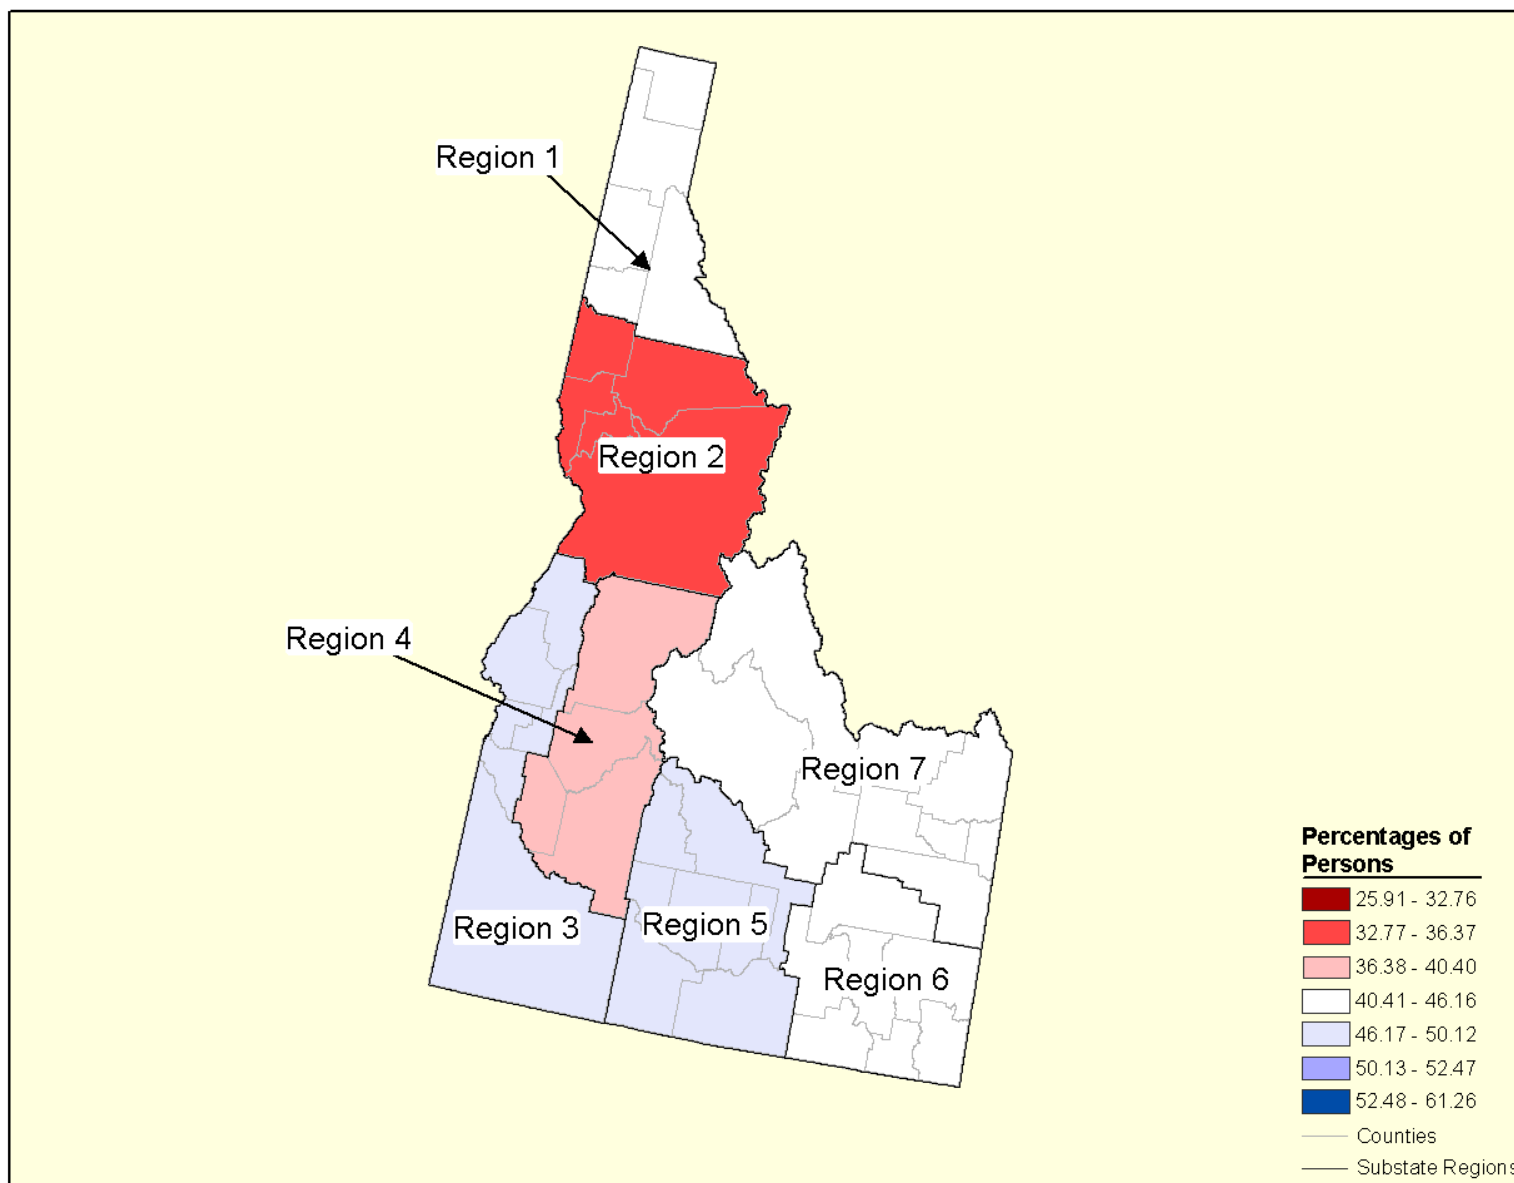 Region 1
Region 2
Region 4
Region 7
Region 3
Region 5
Region 6
Percentages of
Persons
25.91 - 32.76
32.77 - 36.37
36.38 - 40.40
40.41 - 46.16
46.17 - 50.12
50.13 - 52.47
52.48 - 61.26
Counties
Substate Regions